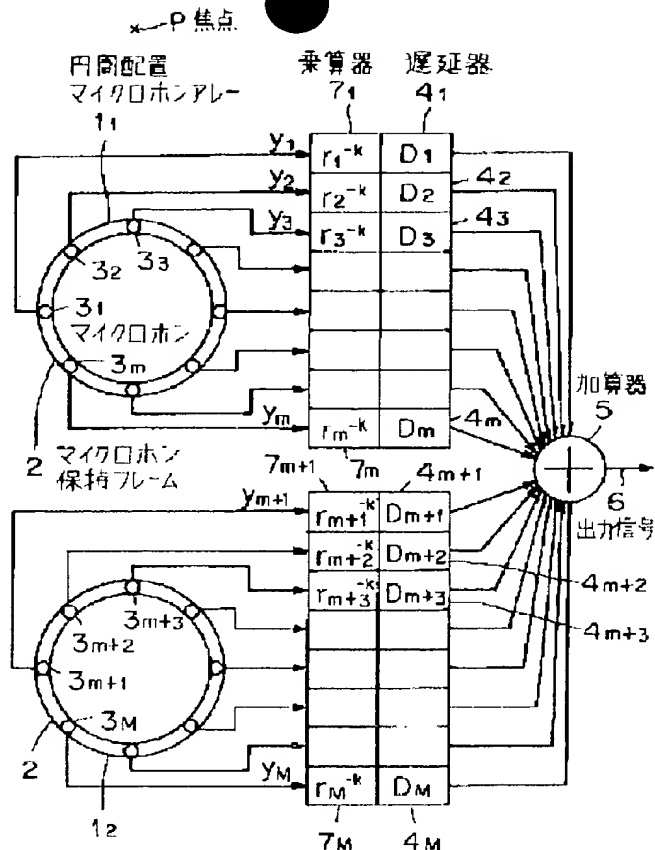 P 焦点
円周配置
マイクロホンアレー
1₁
乗算器
7₁
遅延器
4₁
y₁
r₁⁻ᵏ
D₁
y₂
r₂⁻ᵏ
D₂
4₂
y₃
r₃⁻ᵏ
D₃
4₃
3₃
3₂
3₁
マイクロホン
3m
2
マイクロホン
保持フレーム
ym
rm⁻ᵏ
Dm
4m
7m
加算器
5
6
出力信号
7m+1
4m+1
ym+1
rm+1⁻ᵏ
Dm+1
rm+2⁻ᵏ
Dm+2
4m+2
rm+3⁻ᵏ
Dm+3
4m+3
3m+3
3m+2
3m+1
3M
2
1₂
yM
rM⁻ᵏ
DM
7M
4M